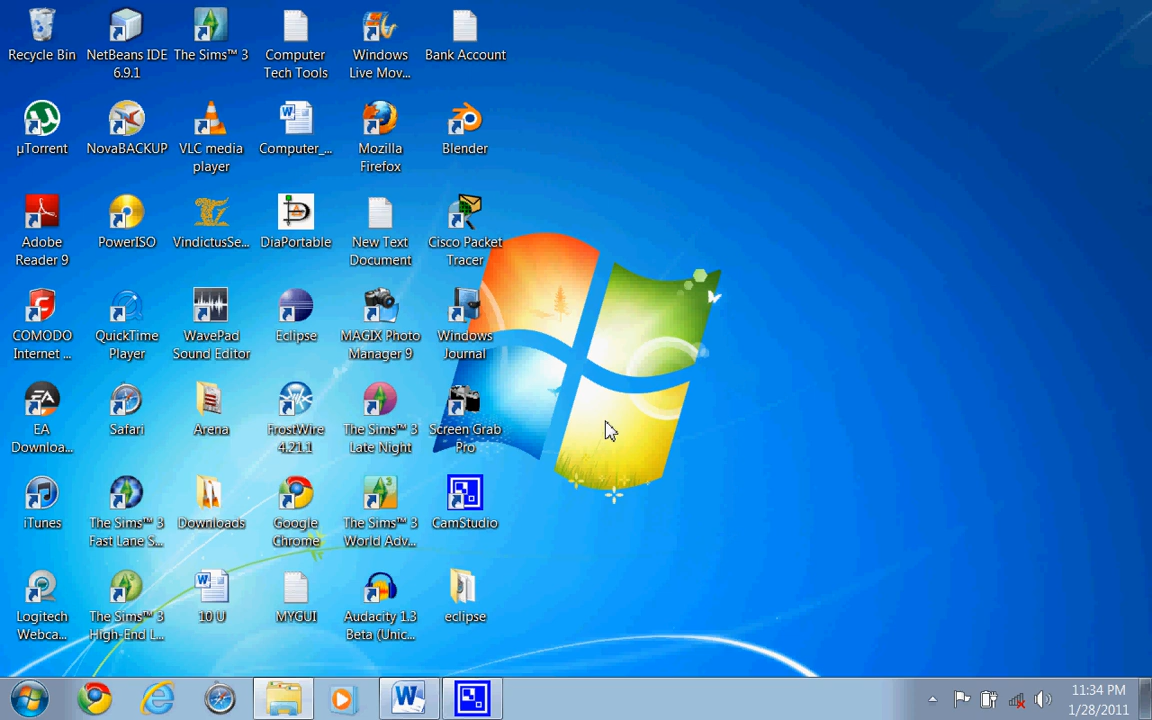 Recycle Bin
NetBeans IDE
6.9.1
The Sims™ 3
Computer
Tech Tools
Windows
Live Mov...
Bank Account
µTorrent
NovaBACKUP
VLC media
player
Computer_...
Mozilla
Firefox
Blender
Adobe
Reader 9
PowerISO
VindictusSe...
DiaPortable
New Text
Document
Cisco Packet
Tracer
COMODO
Internet ...
QuickTime
Player
WavePad
Sound Editor
Eclipse
MAGIX Photo
Manager 9
Windows
Journal
EA
Downloa...
Safari
Arena
FrostWire
4.21.1
The Sims™ 3
Late Night
Screen Grab
Pro
iTunes
The Sims™ 3
Fast Lane S...
Downloads
Google
Chrome
The Sims™ 3
World Adv...
CamStudio
Logitech
Webca...
The Sims™ 3
High-End L...
10 U
MYGUI
Audacity 1.3
Beta (Unic...
eclipse
11:34 PM
1/28/2011